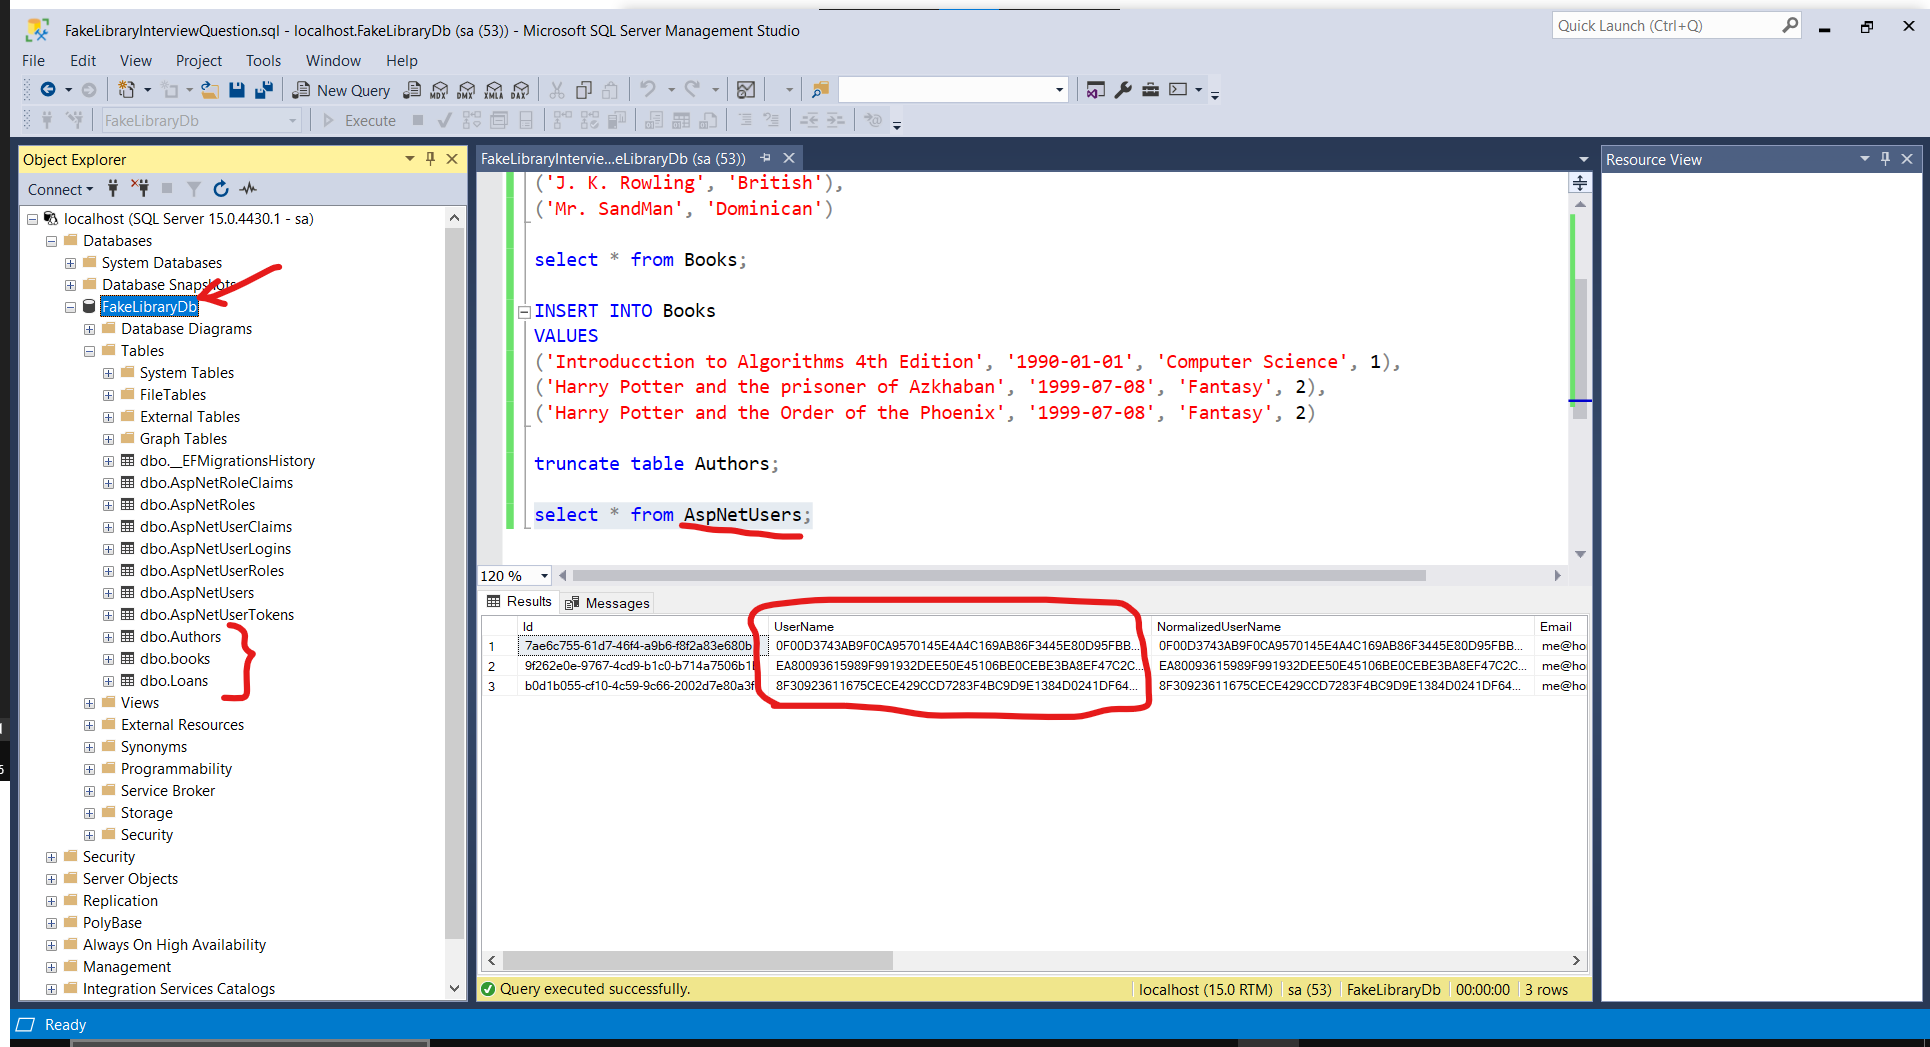 FakeLibraryInterviewQuestion.sql - localhost.FakeLibraryDb (sa (53)) - Microsoft SQL Server Management Studio
Quick Launch (Ctrl+Q)
File Edit View Project Tools Window Help
New Query MDX DMX XMLA DAX
FakeLibraryDb Execute
Object Explorer
Connect
localhost (SQL Server 15.0.4430.1 - sa)
Databases
System Databases
Database Snapshots
FakeLibraryDb
Database Diagrams
Tables
System Tables
FileTables
External Tables
Graph Tables
dbo.__EFMigrationsHistory
dbo.AspNetRoleClaims
dbo.AspNetRoles
dbo.AspNetUserClaims
dbo.AspNetUserLogins
dbo.AspNetUserRoles
dbo.AspNetUsers
dbo.AspNetUserTokens
dbo.Authors
dbo.books
dbo.Loans
Views
External Resources
Synonyms
Programmability
Service Broker
Storage
Security
Security
Server Objects
Replication
PolyBase
Always On High Availability
Management
Integration Services Catalogs
FakeLibraryIntervie...eLibraryDb (sa (53))
('J. K. Rowling', 'British'),
('Mr. SandMan', 'Dominican')
select * from Books;
INSERT INTO Books
VALUES
('Introducction to Algorithms 4th Edition', '1990-01-01', 'Computer Science', 1),
('Harry Potter and the prisoner of Azkhaban', '1999-07-08', 'Fantasy', 2),
('Harry Potter and the Order of the Phoenix', '1999-07-08', 'Fantasy', 2)
truncate table Authors;
select * from AspNetUsers;
120 %
Results Messages
Id UserName NormalizedUserName Email
1 7ae6c755-61d7-46f4-a9b6-f8f2a83e680b 0F00D3743AB9F0CA9570145E4A4C169AB86F3445E80D95FBB... 0F00D3743AB9F0CA9570145E4A4C169AB86F3445E80D95FBB... me@ho
2 9f262e0e-9767-4cd9-b1c0-b714a7506b1 EA80093615989F991932DEE50E45106BE0CEBE3BA8EF47C2C... EA80093615989F991932DEE50E45106BE0CEBE3BA8EF47C2C... me@ho
3 b0d1b055-cf10-4c59-9c66-2002d7e80a3f 8F30923611675CECE429CCD7283F4BC9D9E1384D0241DF64... 8F30923611675CECE429CCD7283F4BC9D9E1384D0241DF64... me@ho
Query executed successfully. localhost (15.0 RTM) sa (53) FakeLibraryDb 00:00:00 3 rows
Resource View
Ready